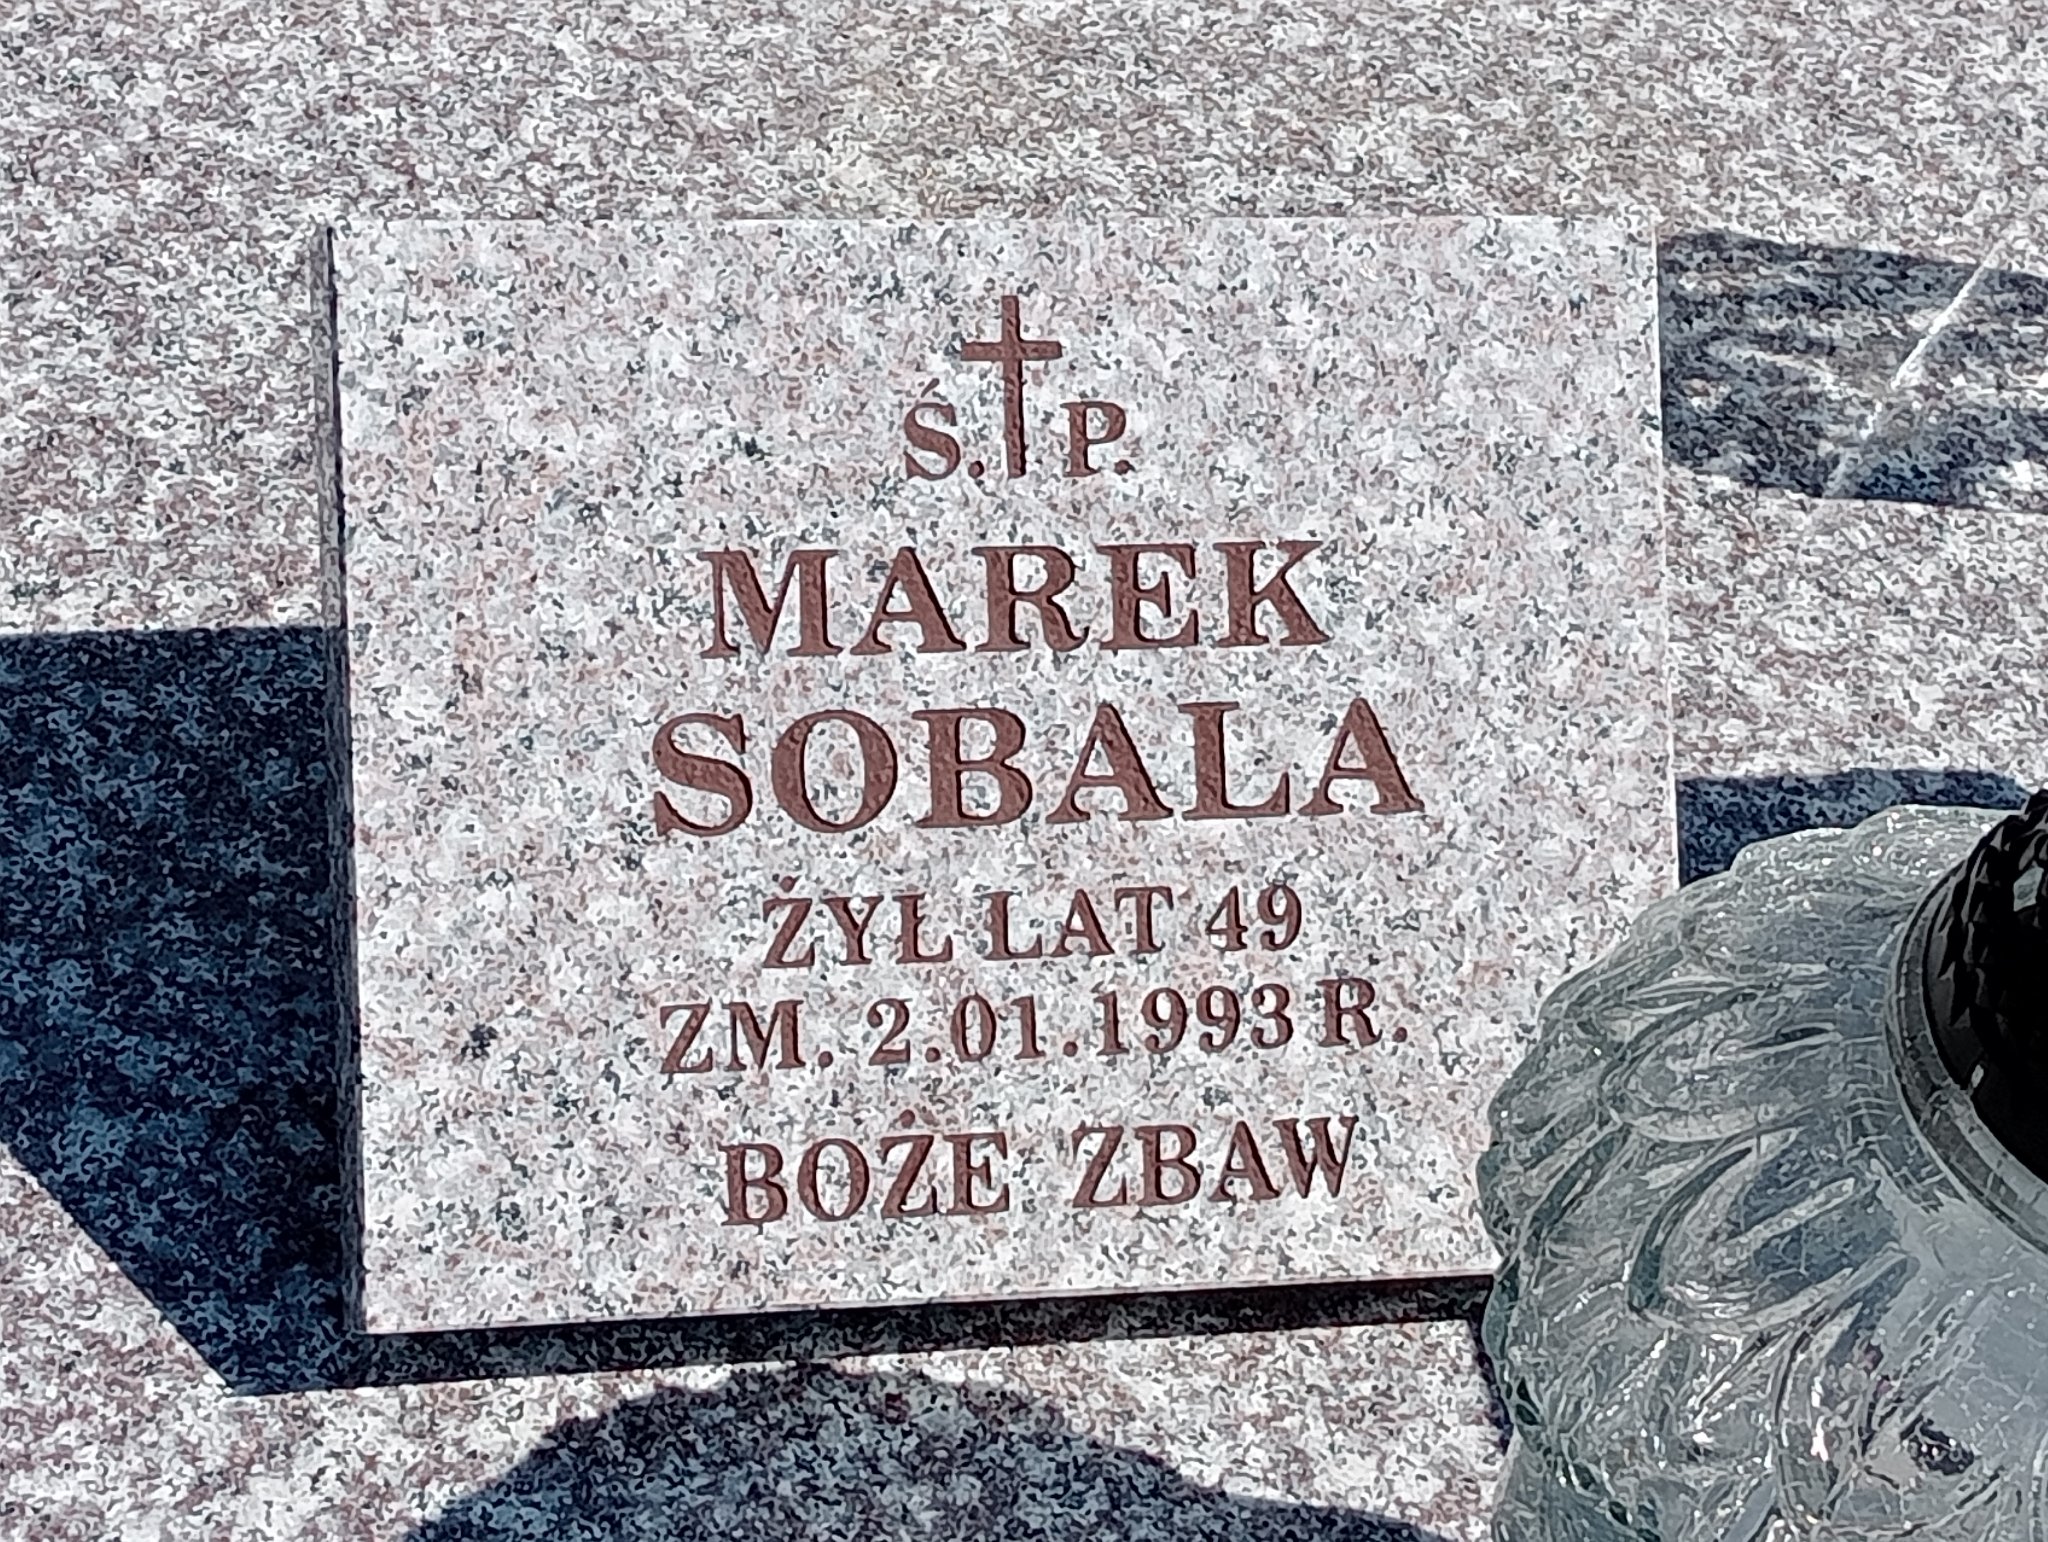 Ś. P.
MAREK
SOBALA
ŻYŁ LAT 49
ZM. 2.01.1993 R.
BOŻE ZBAW